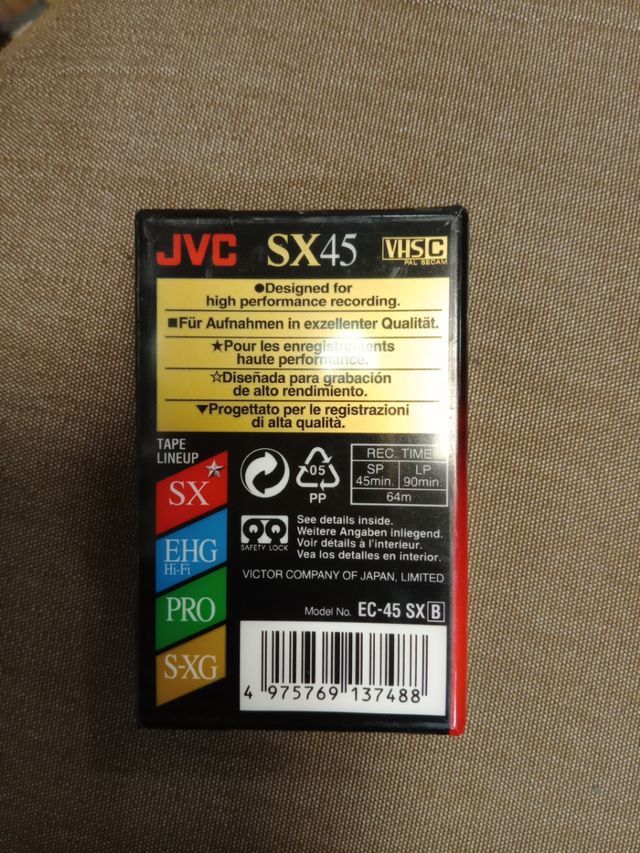 JVC SX45 VHS C
PAL SECAM
●Designed for
high performance recording.
■Für Aufnahmen in exzellenter Qualität.
★Pour les enregistrements
haute performance.
☆Diseñada para grabación
de alto rendimiento.
▼Progettato per le registrazioni
di alta qualità.
TAPE
LINEUP
SX
EHG
Hi-Fi
PRO
S-XG
05
PP
REC. TIME
SP LP
45min. 90min.
64m
SAFETY LOCK
See details inside.
Weitere Angaben inliegend.
Voir détails à l'interieur.
Vea los detalles en interior.
VICTOR COMPANY OF JAPAN, LIMITED
Model No. EC-45 SX B
4 975769 137488